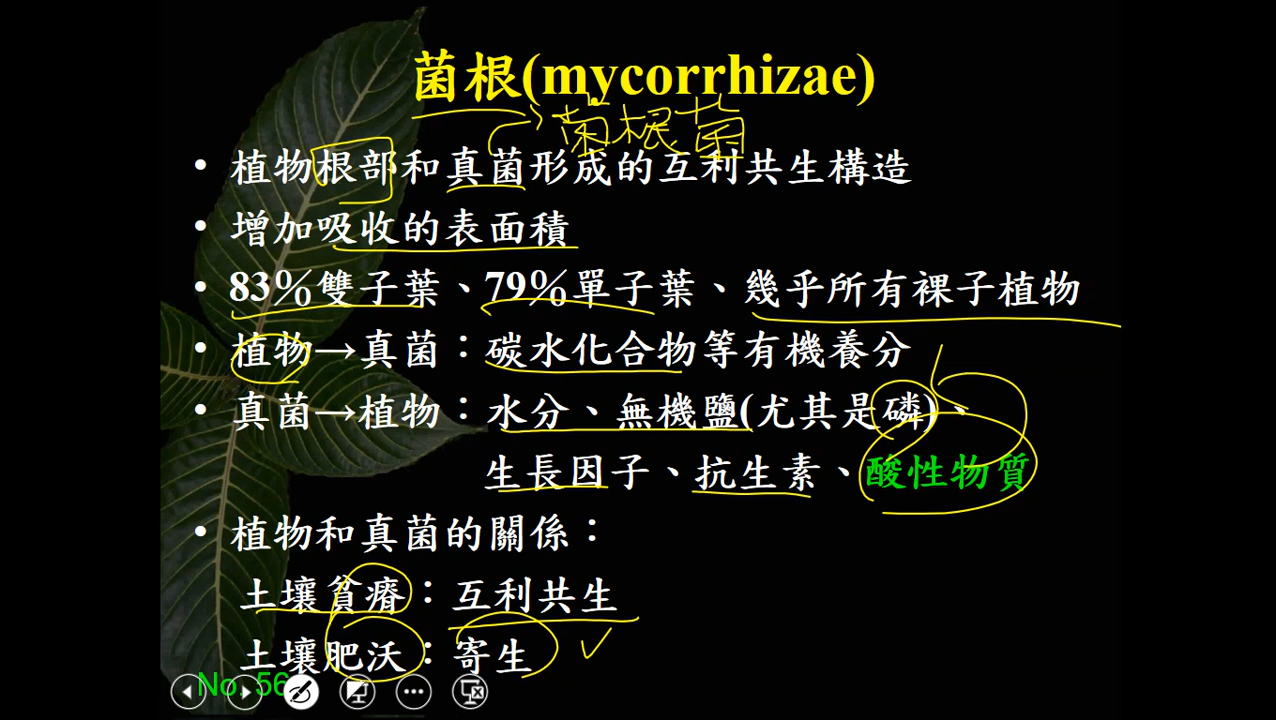 菌根(mycorrhizae)
菌根菌
• 植物根部和真菌形成的互利共生構造
• 增加吸收的表面積
• 83%雙子葉、79%單子葉、幾乎所有裸子植物
• 植物→真菌：碳水化合物等有機養分
• 真菌→植物：水分、無機鹽(尤其是磷)、
生長因子、抗生素、酸性物質
• 植物和真菌的關係：
土壤貧瘠：互利共生
土壤肥沃：寄生
No. 56